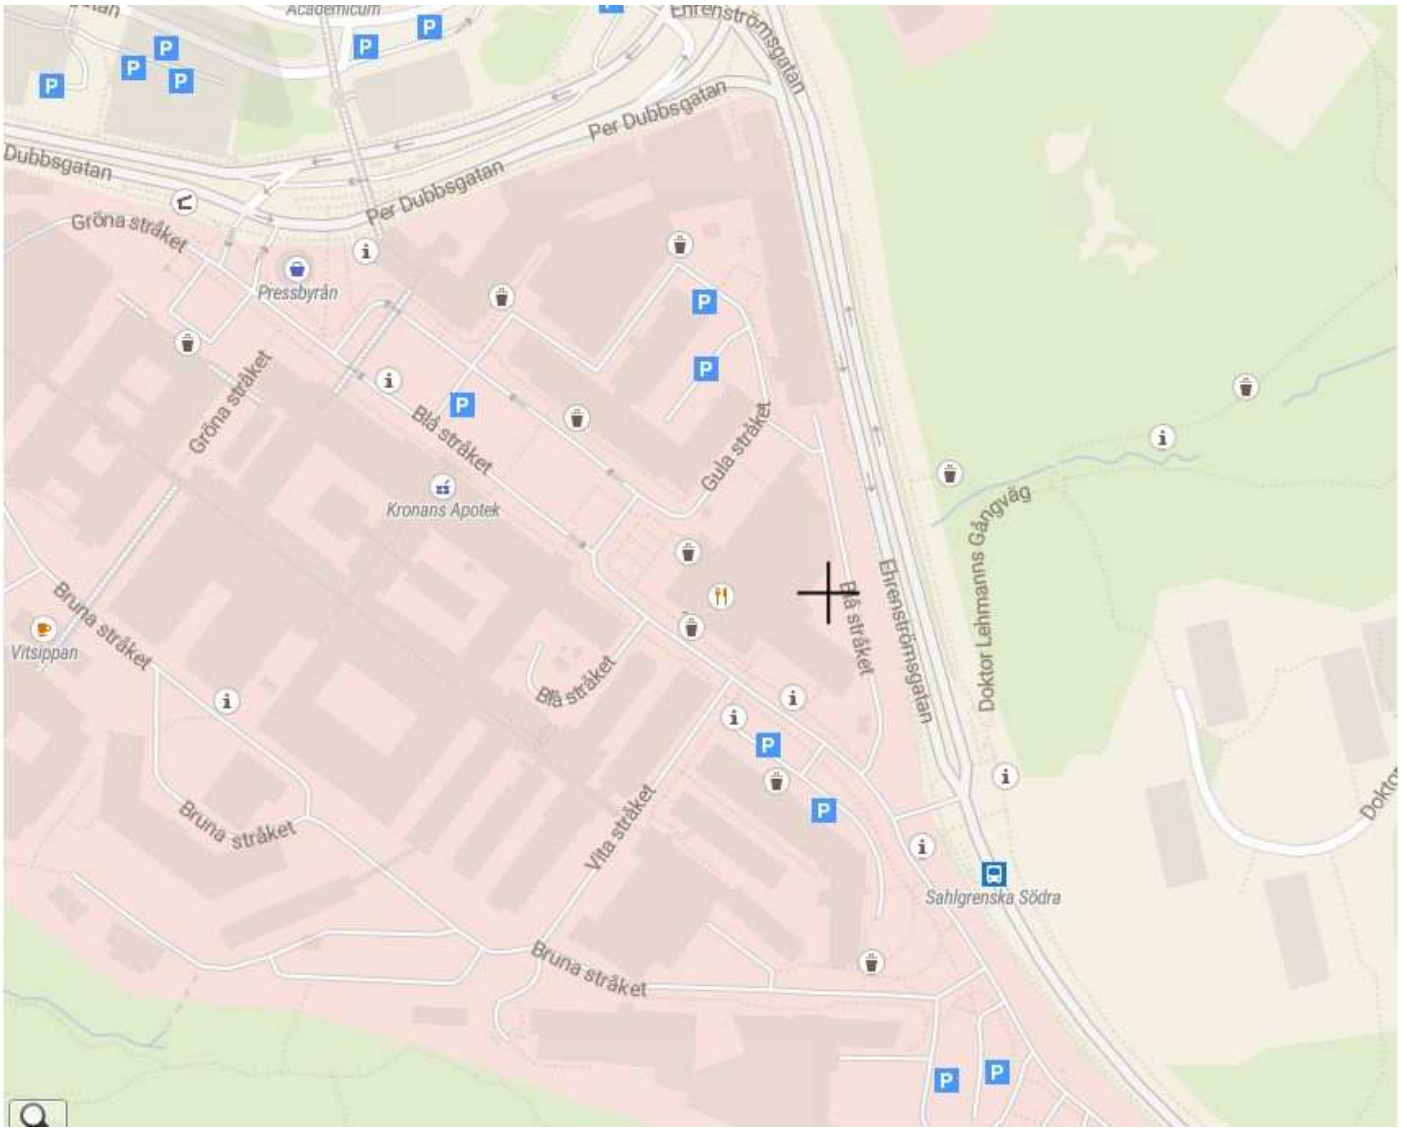 Academicum
Ehrenströmsgatan
P
P
P
P
P
P
Per Dubbsgatan
Dubbsgatan
Per Dubbsgatan
Gröna stråket
i
Pressbyrån
P
P
i
P
Gröna stråket
Blå stråket
Gula stråket
i
Kronans Apotek
Doktor Lehmanns Gångväg
Ehrenströmsgatan
Blå stråket
Bruna stråket
Vitsippan
Blå stråket
i
i
i
P
i
P
Bruna stråket
Vita stråket
i
Sahlgrenska Södra
Bruna stråket
P
P